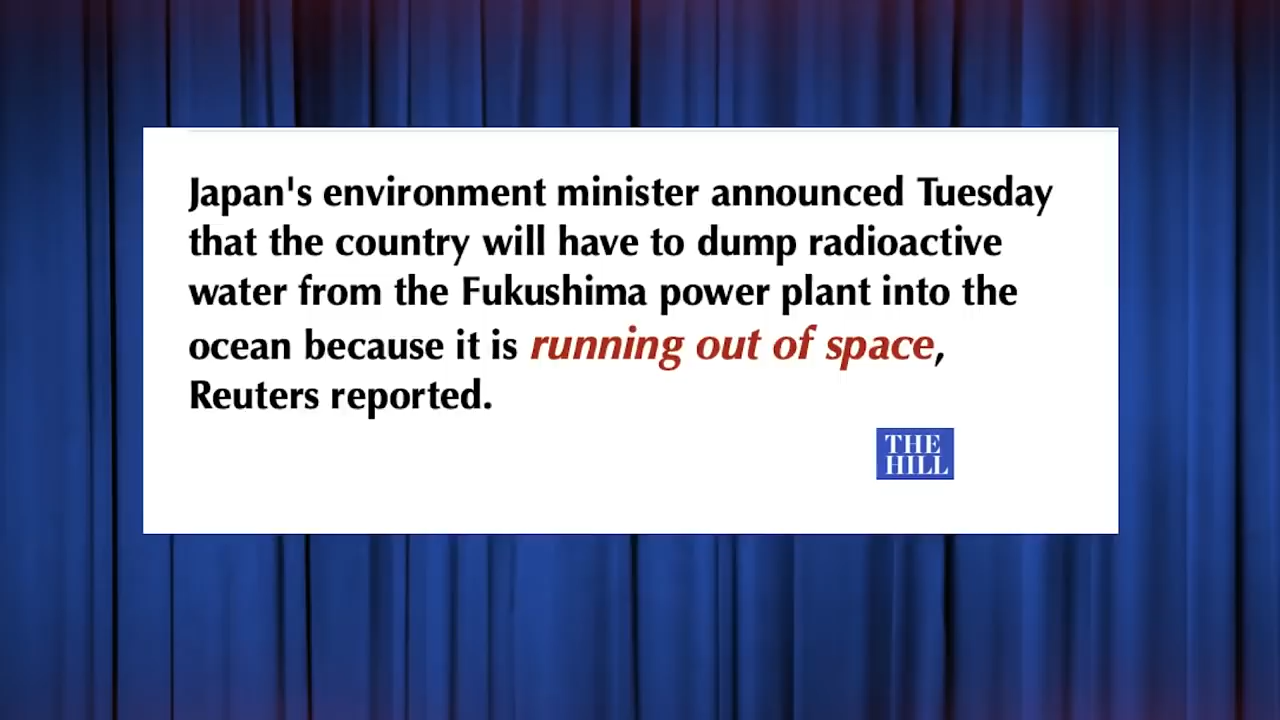 Japan's environment minister announced Tuesday
that the country will have to dump radioactive
water from the Fukushima power plant into the
ocean because it is running out of space,
Reuters reported.
THE
HILL